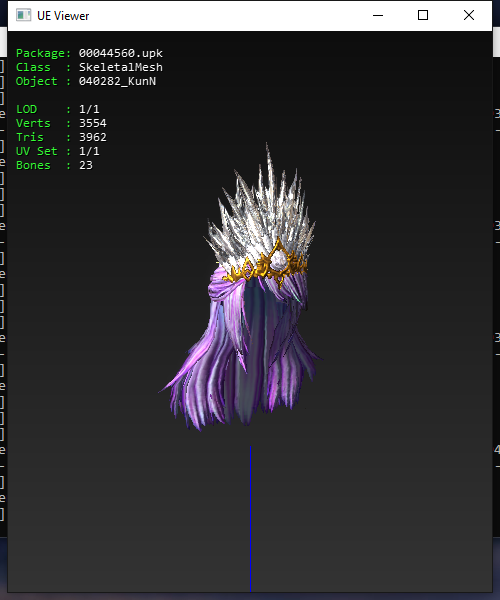 UE Viewer
Package: 00044560.upk
Class : SkeletalMesh
Object : 040282_KunN
LOD : 1/1
Verts : 3554
Tris : 3962
UV Set : 1/1
Bones : 23